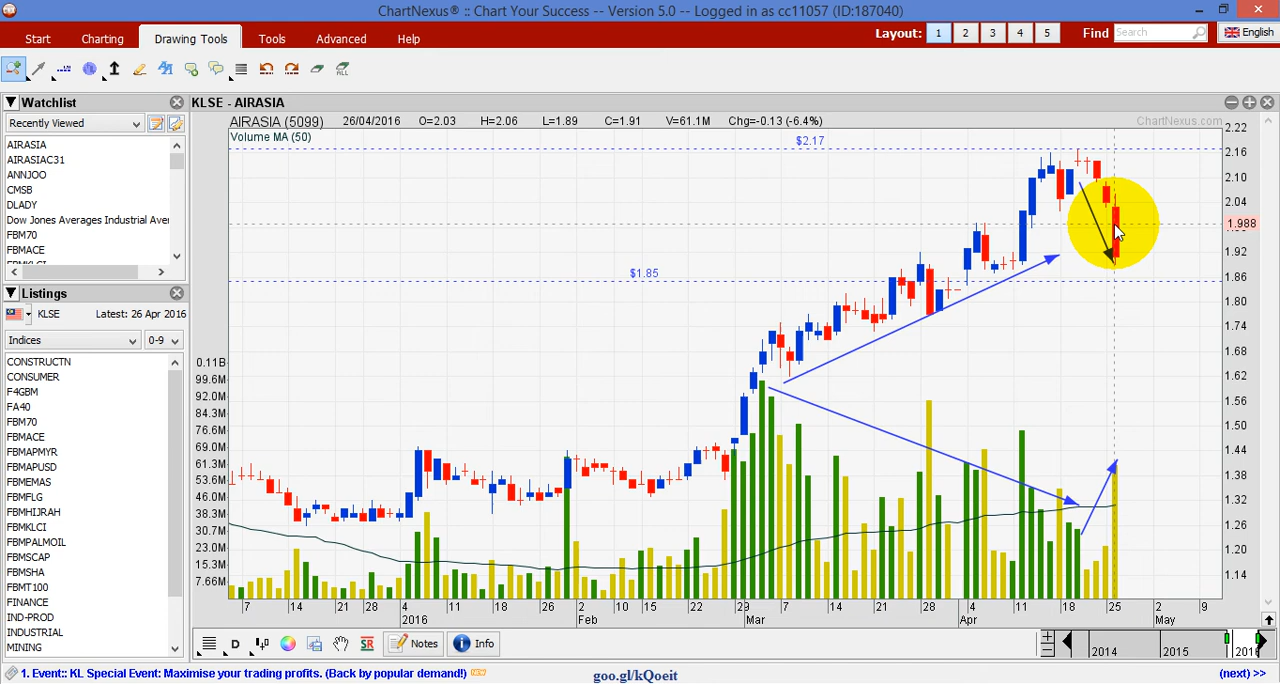 ChartNexus® :: Chart Your Success -- Version 5.0 -- Logged in as cc11057 (ID:187040)
Start Charting Drawing Tools Tools Advanced Help Layout: 1 2 3 4 5 Find Search English
ALL
Watchlist
Recently Viewed
AIRASIA
AIRASIAC31
ANNJOO
CMSB
DLADY
Dow Jones Averages Industrial Aver
FBM70
FBMACE
Listings
KLSE Latest: 26 Apr 2016
Indices 0-9
CONSTRUCTN
CONSUMER
F4GBM
FA40
FBM70
FBMACE
FBMAPMYR
FBMAPUSD
FBMEMAS
FBMFLG
FBMHIJRAH
FBMKLCI
FBMPALMOIL
FBMSCAP
FBMSHA
FBMT100
FINANCE
IND-PROD
INDUSTRIAL
MINING
KLSE - AIRASIA
AIRASIA (5099) 26/04/2016 O=2.03 H=2.06 L=1.89 C=1.91 V=61.1M Chg=-0.13 (-6.4%) ChartNexus.com
Volume MA (50)
$2.17
$1.85
2.22
2.16
2.10
2.04
1.988
1.92
1.86
1.80
1.74
1.68
1.62
1.56
1.50
1.44
1.38
1.32
1.26
1.20
1.14
0.11B
99.6M
92.0M
84.3M
76.6M
69.0M
61.3M
53.6M
46.0M
38.3M
30.7M
23.0M
15.3M
7.66M
7 14 21 28 4 11 18 26 2 10 15 22 29 7 14 21 28 4 11 18 25 2 9
2016 Feb Mar Apr May
D SR Notes Info 2014 2015 2016
1. Event:: KL Special Event: Maximise your trading profits. (Back by popular demand!) NEW goo.gl/kQoeit (next) >>